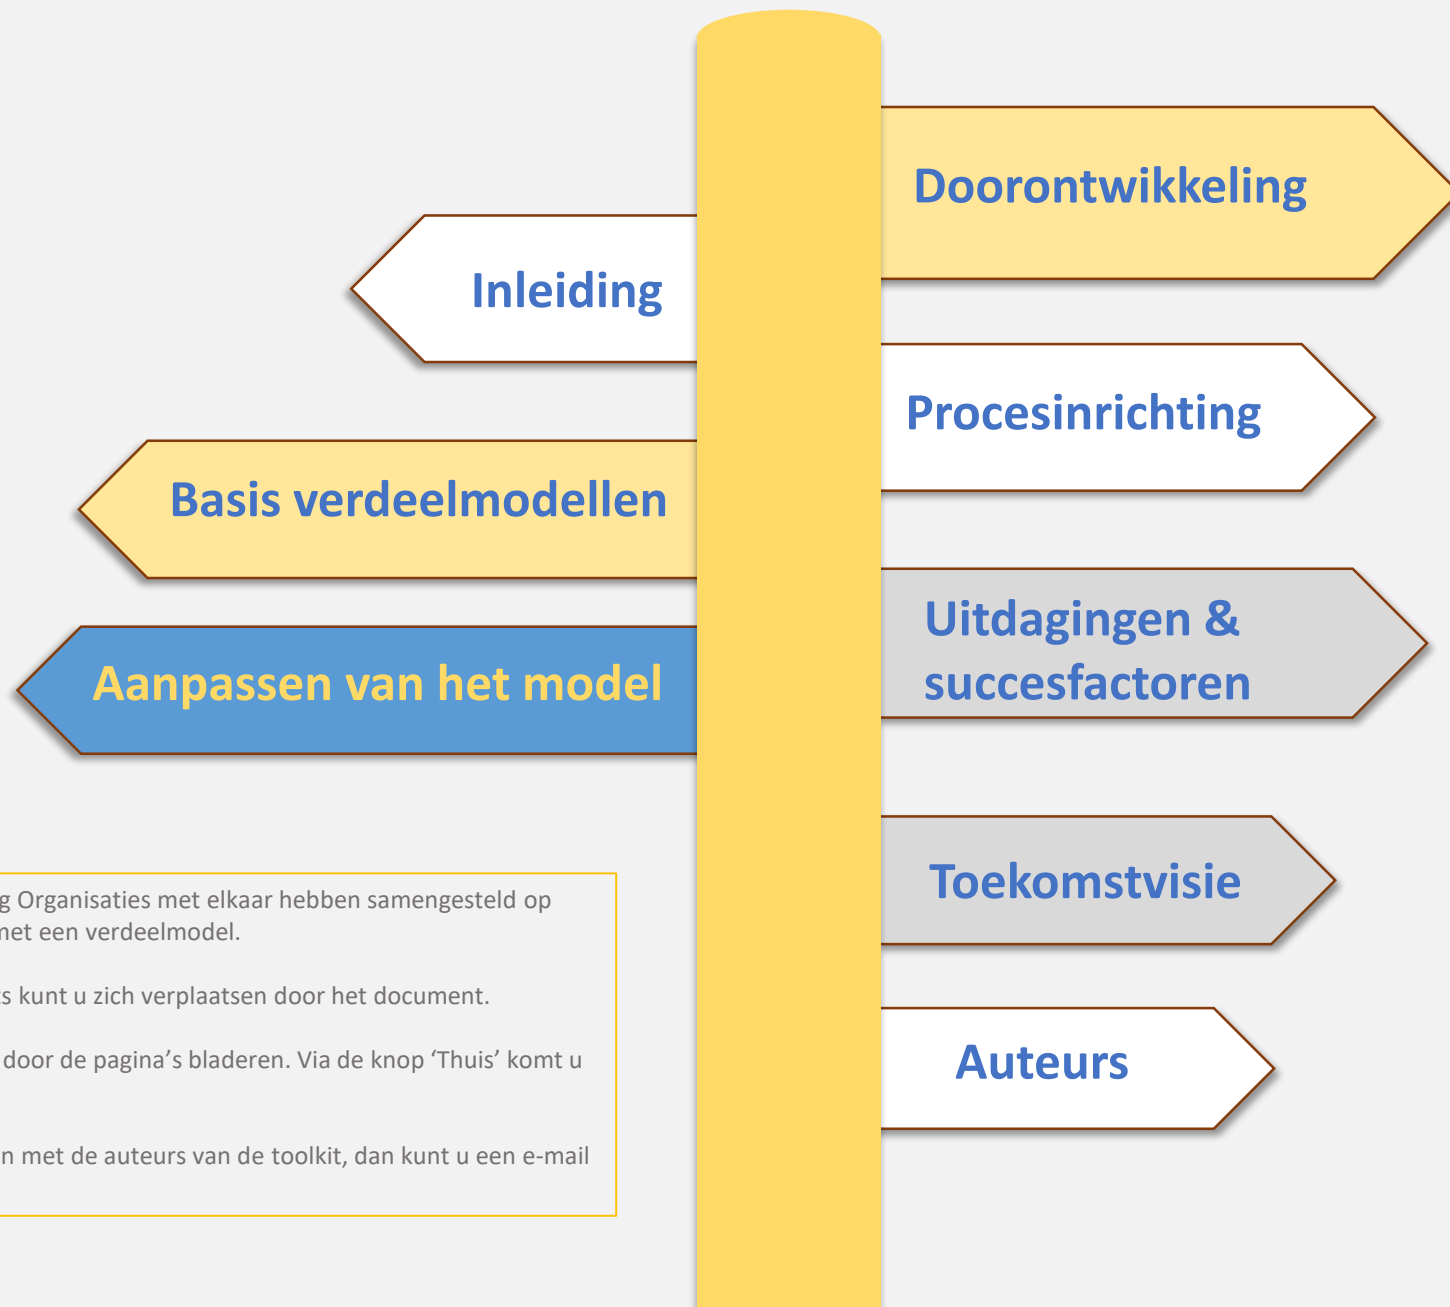 Doorontwikkeling
Inleiding
Procesinrichting
Basis verdeelmodellen
Uitdagingen &
succesfactoren
Aanpassen van het model
Toekomstvisie
Auteurs
g Organisaties met elkaar hebben samengesteld op
met een verdeelmodel.
ts kunt u zich verplaatsen door het document.
door de pagina’s bladeren. Via de knop ‘Thuis’ komt u
n met de auteurs van de toolkit, dan kunt u een e-mail